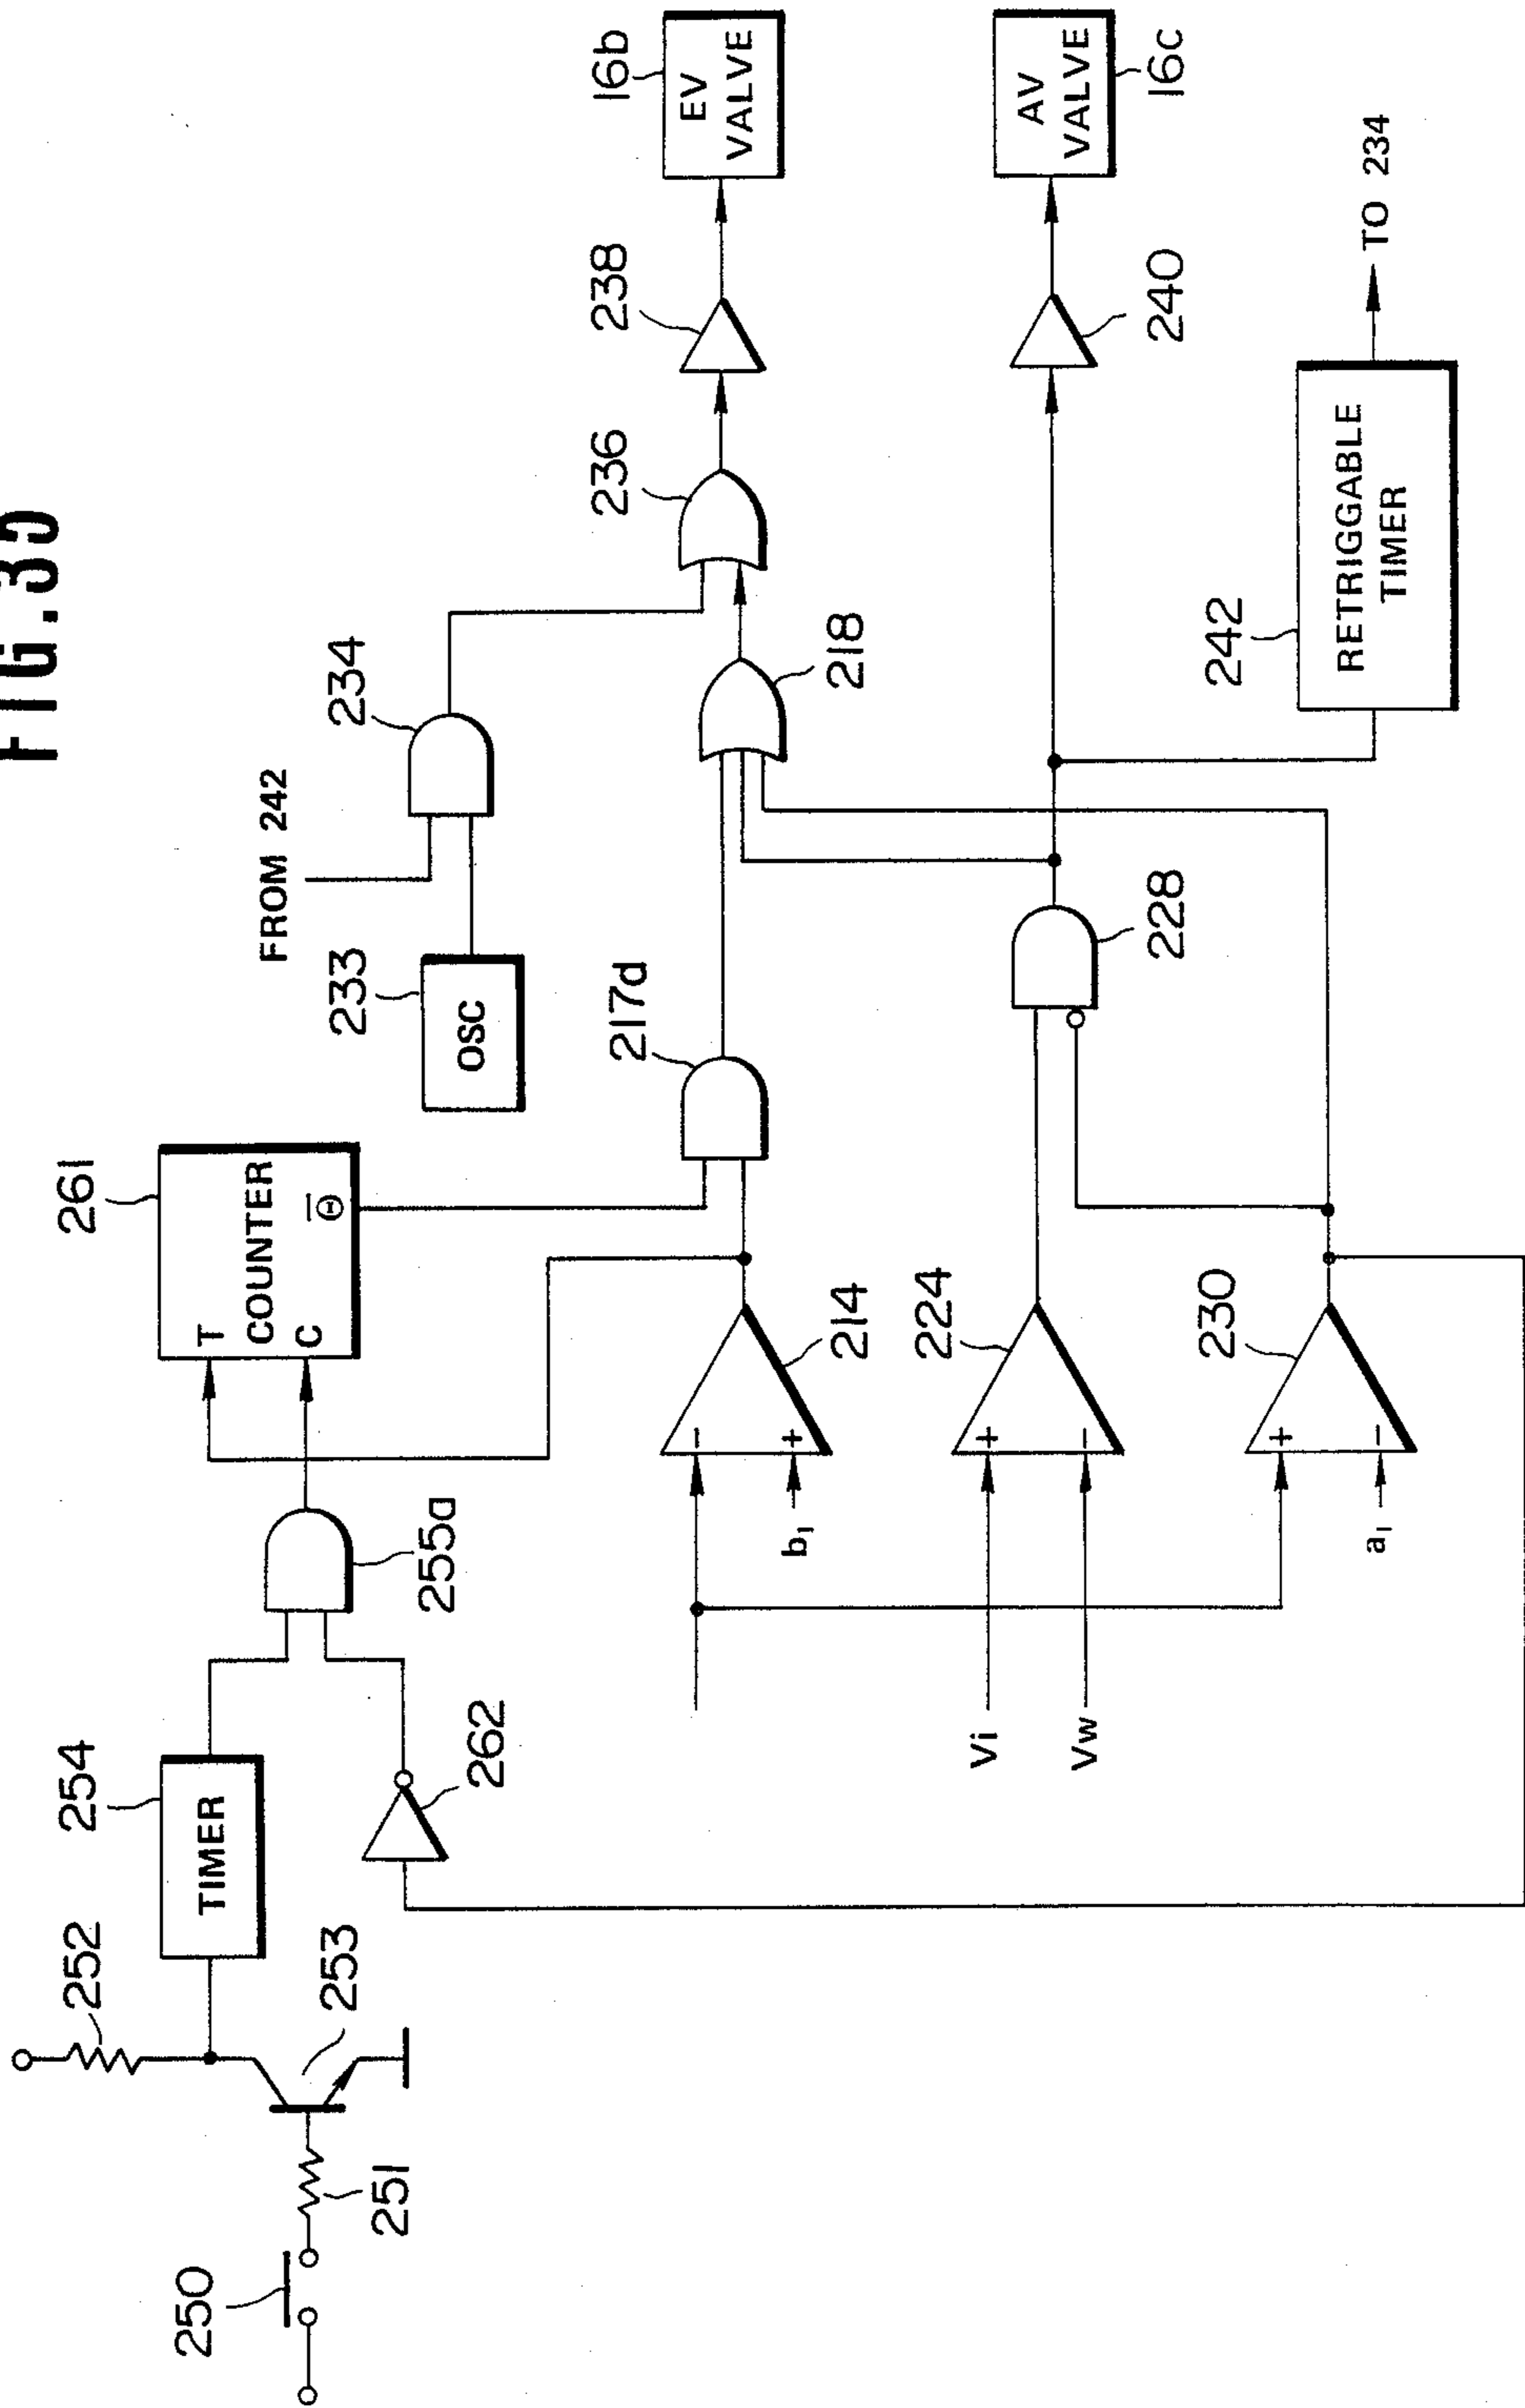 FIG.35
252
254
261
250
TIMER
T
COUNTER
C
Θ̅
253
FROM 242
233
234
251
255a
OSC
262
217d
236
238
16b
-
EV
VALVE
b₁
+
214
218
Vi
+
224
AV
VALVE
Vw
-
228
240
16c
230
242
+
a₁
-
RETRIGGABLE
TIMER
TO 234